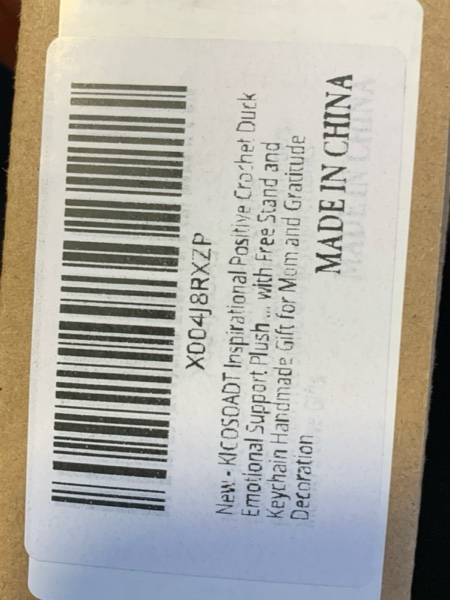 X004J8RXZP
New - KICOSOADT Inspirational Positive Crochet Duck
Emotional Support Plush ... with Free Stand and
Keychain Handmade Gift for Mom and Gratitude
Decoration
MADE IN CHINA